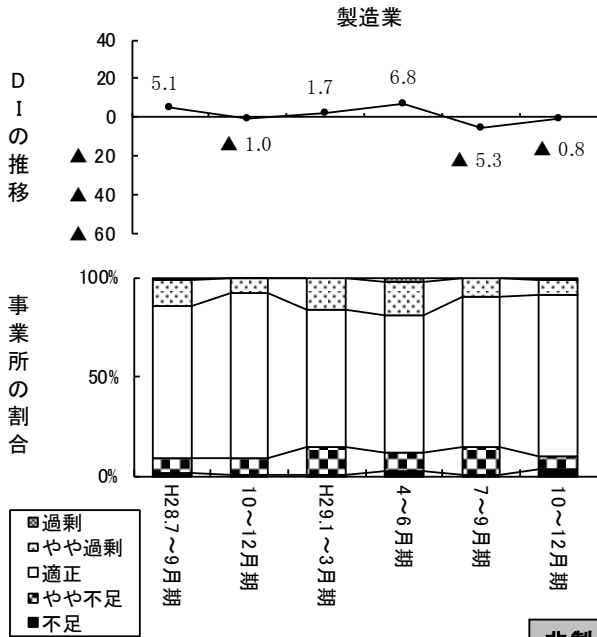 製造業
DIの推移
40
20
0
▲ 20
▲ 40
▲ 60
5.1
▲ 1.0
1.7
6.8
▲ 5.3
▲ 0.8
事業所の割合
100%
50%
0%
H28.7～9月期
10～12月期
H29.1～3月期
4～6月期
7～9月期
10～12月期
過剰
やや過剰
適正
やや不足
不足